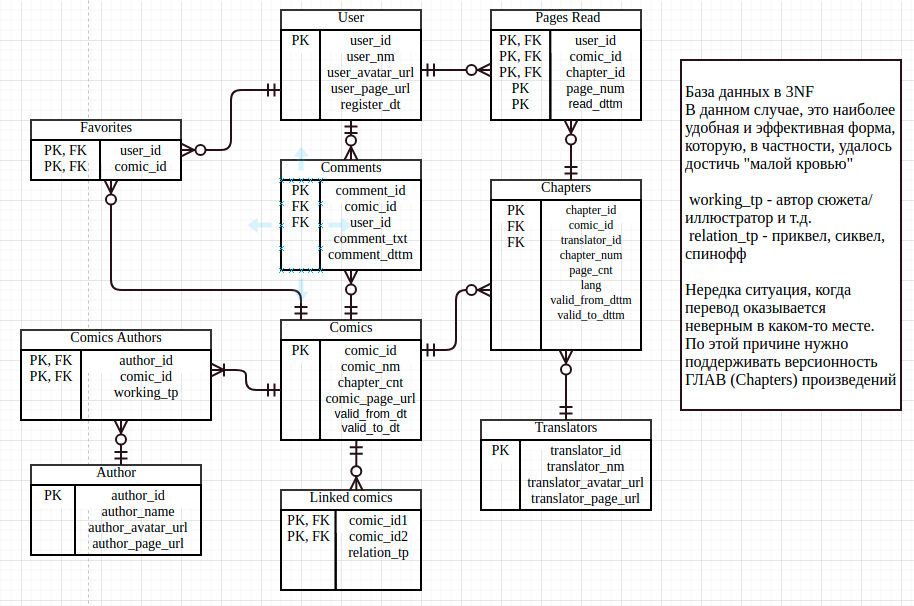 User
PK
user_id
user_nm
user_avatar_url
user_page_url
register_dt
Pages Read
PK, FK
PK, FK
PK, FK
PK
PK
user_id
comic_id
chapter_id
page_num
read_dttm
Favorites
PK, FK
PK, FK
user_id
comic_id
Comments
PK
FK
FK
comment_id
comic_id
user_id
comment_txt
comment_dttm
Chapters
PK
FK
FK
chapter_id
comic_id
translator_id
chapter_num
page_cnt
lang
valid_from_dttm
valid_to_dttm
Comics Authors
PK, FK
PK, FK
author_id
comic_id
working_tp
Comics
PK
comic_id
comic_nm
chapter_cnt
comic_page_url
valid_from_dt
valid_to_dt
Author
PK
author_id
author_name
author_avatar_url
author_page_url
Linked comics
PK, FK
PK, FK
comic_id1
comic_id2
relation_tp
Translators
PK
translator_id
translator_nm
translator_avatar_url
translator_page_url
База данных в 3NF
В данном случае, это наиболее
удобная и эффективная форма,
которую, в частности, удалось
достичь "малой кровью"
working_tp - автор сюжета/
иллюстратор и т.д.
relation_tp - приквел, сиквел,
спинофф
Нередка ситуация, когда
перевод оказывается
неверным в каком-то месте.
По этой причине нужно
поддерживать версионность
ГЛАВ (Chapters) произведений